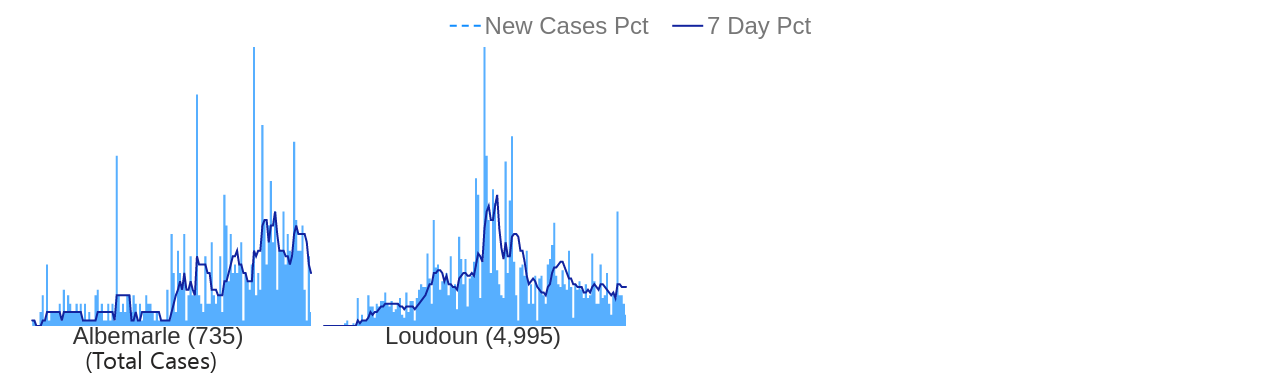 New Cases Pct 7 Day Pct
Albemarle (735) Loudoun (4,995)
(Total Cases)